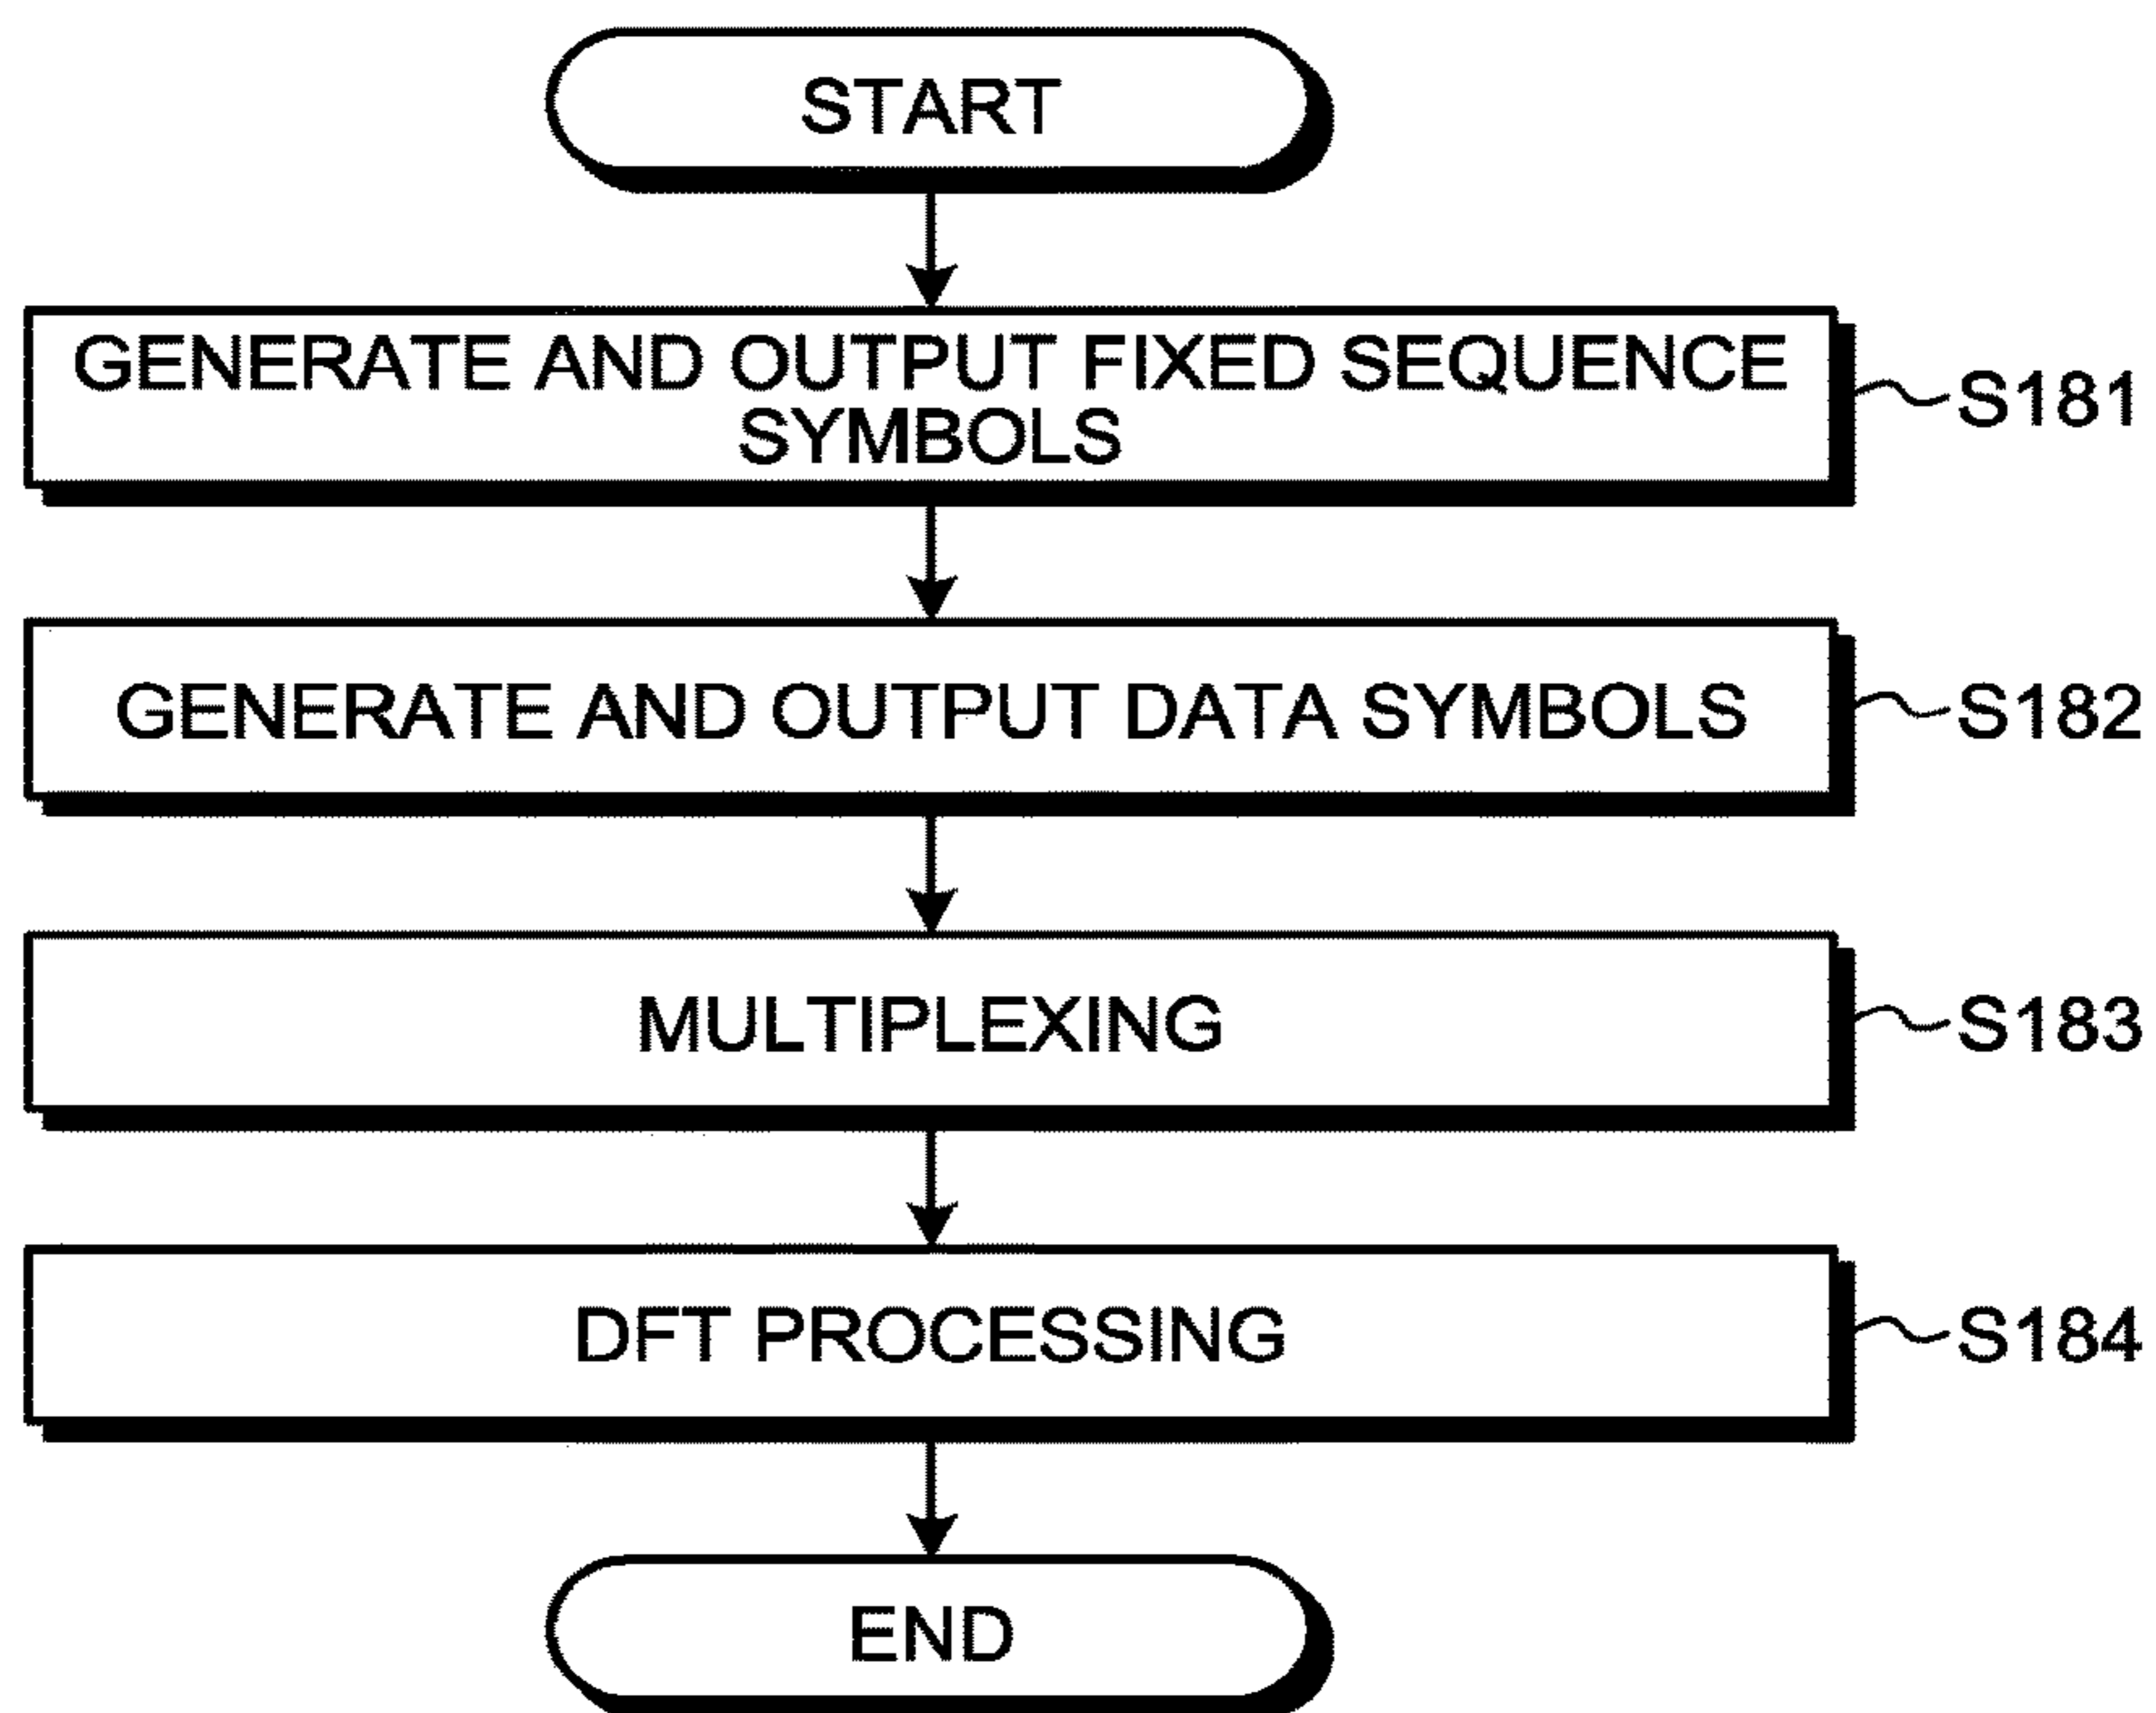 START
GENERATE AND OUTPUT FIXED SEQUENCE
SYMBOLS
S181
GENERATE AND OUTPUT DATA SYMBOLS
S182
MULTIPLEXING
S183
DFT PROCESSING
S184
END